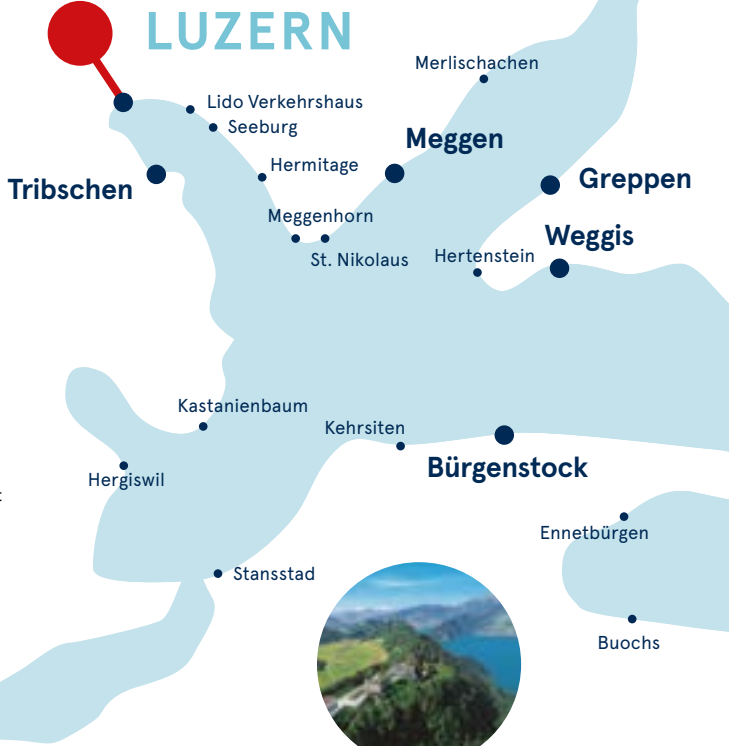 LUZERN
Merlischachen
Lido Verkehrshaus
Seeburg
Meggen
Hermitage
Greppen
Tribschen
Meggenhorn
Weggis
St. Nikolaus
Hertenstein
Kastanienbaum
Kehrsiten
Bürgenstock
Hergiswil
Ennetbürgen
Stansstad
Buochs